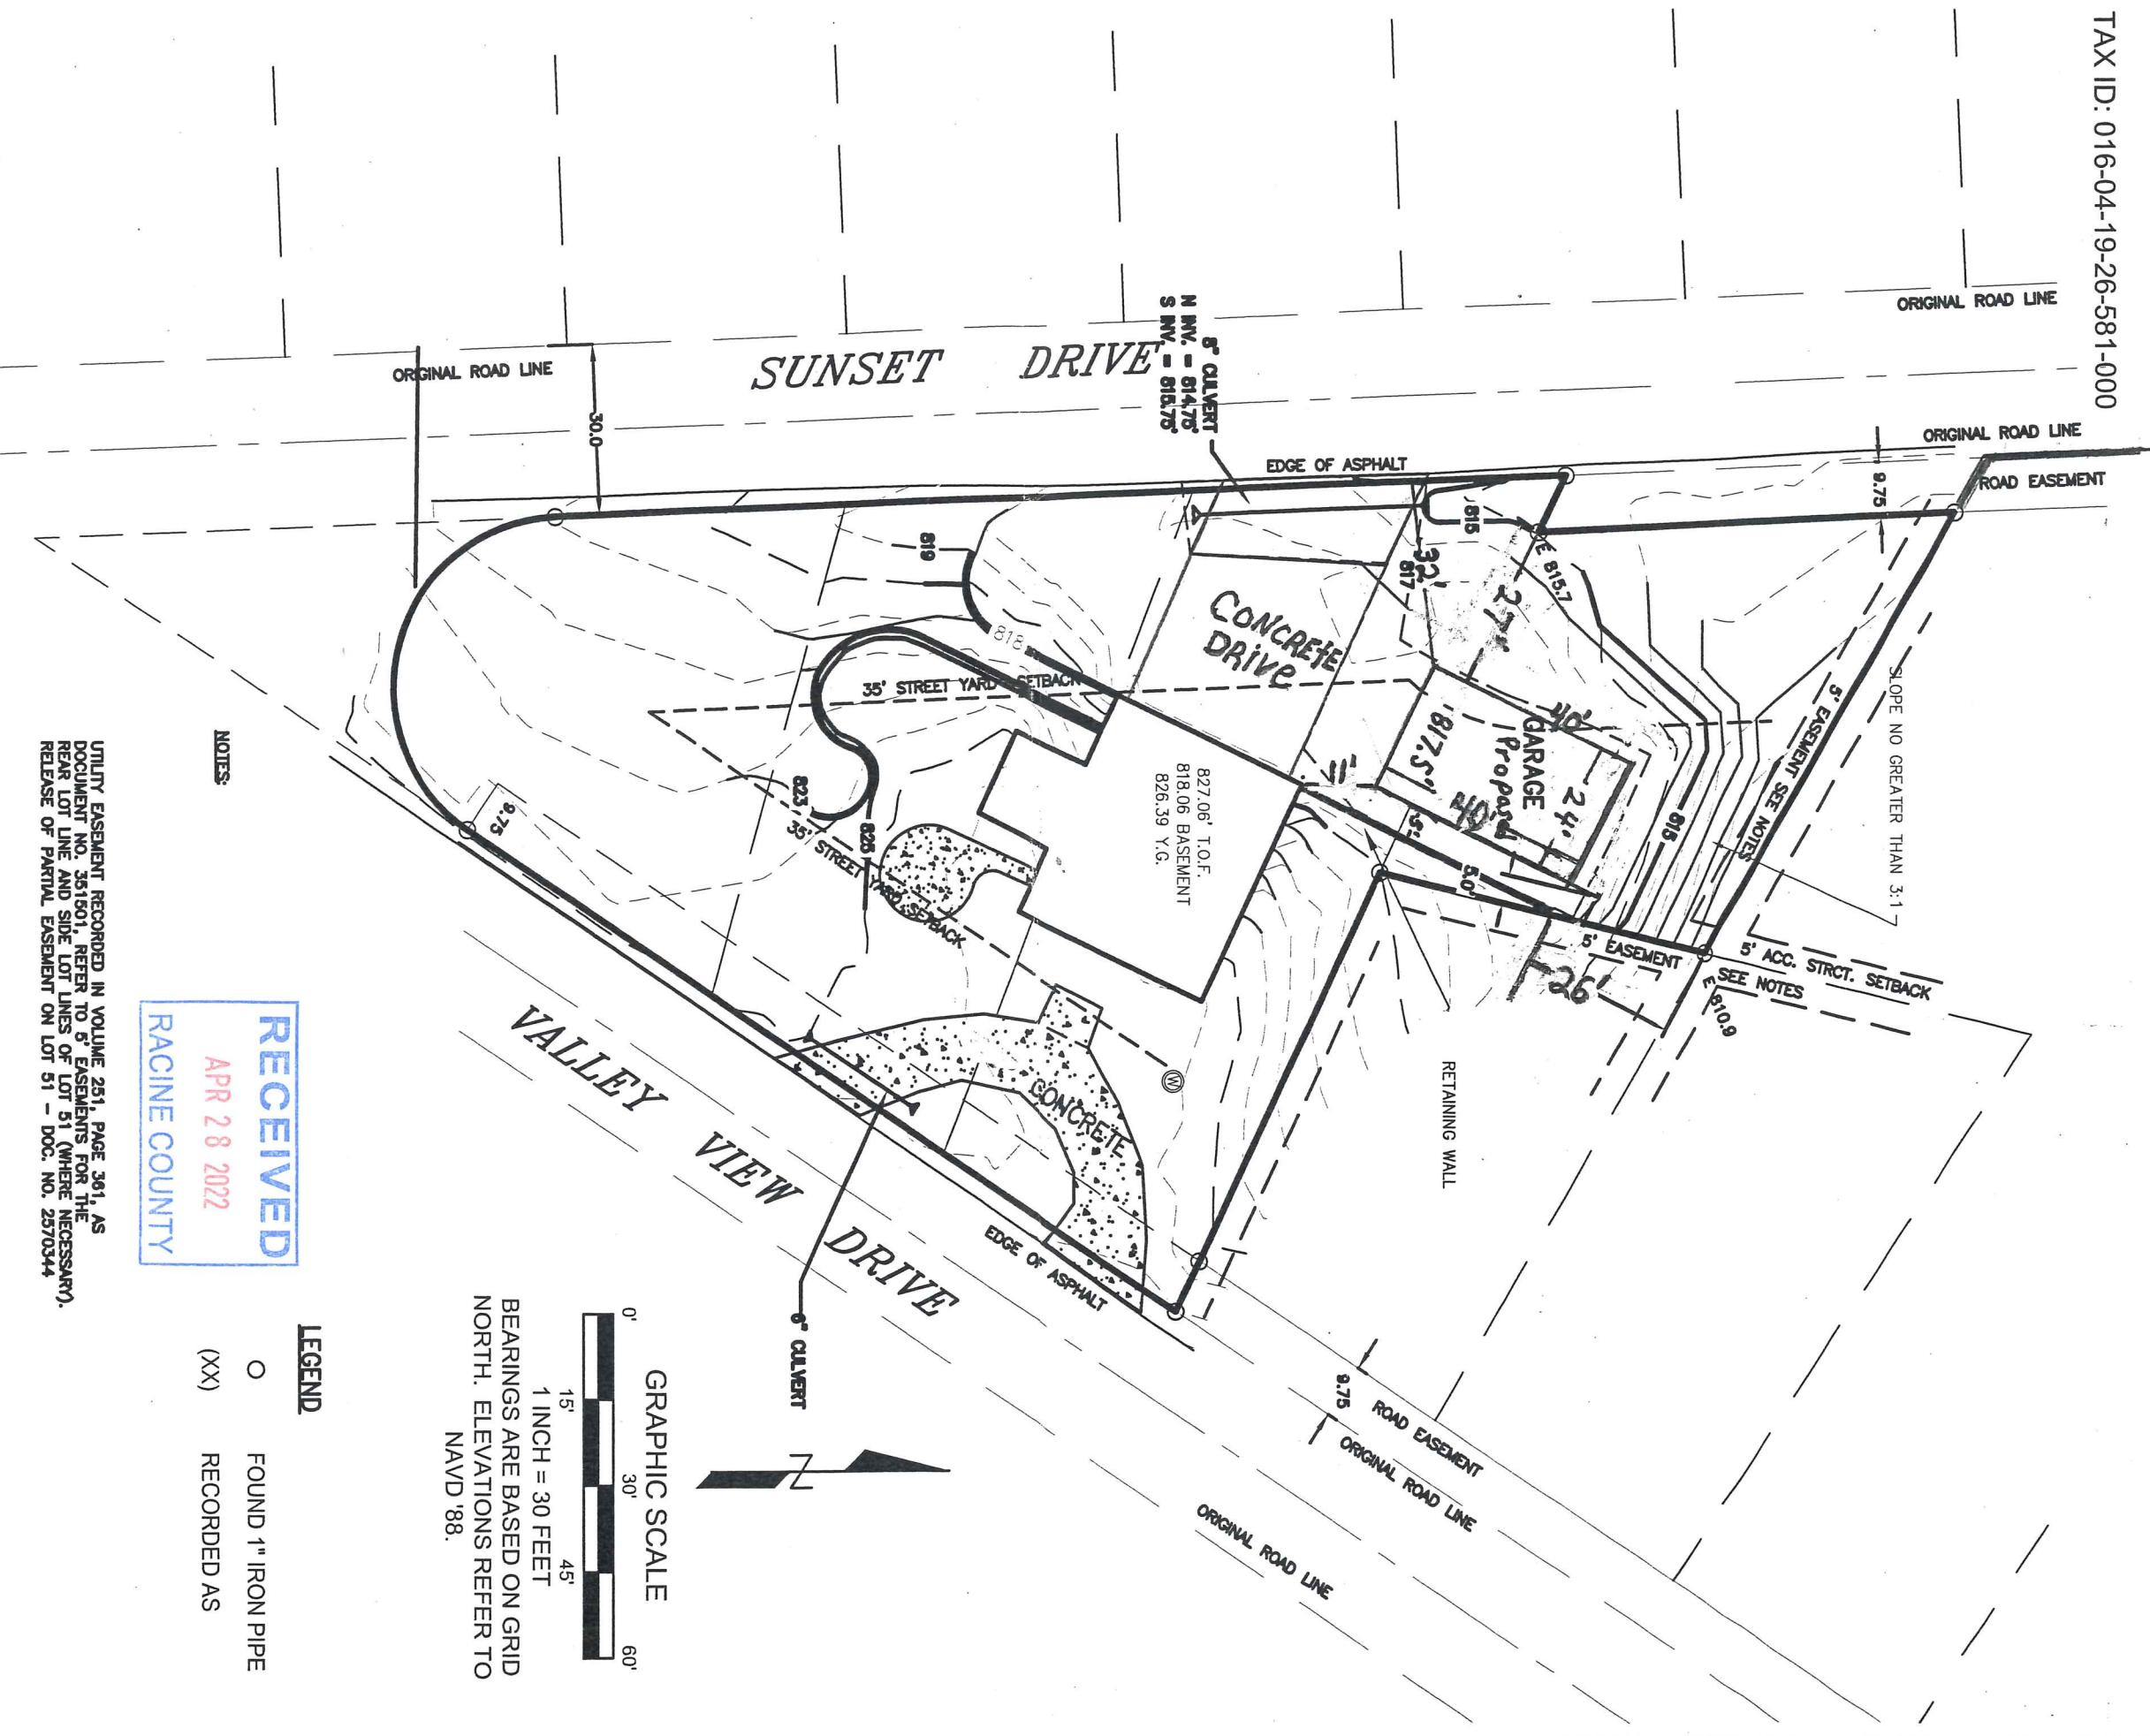 TAX ID: 016-04-19-26-581-000
ORIGINAL ROAD LINE
ORIGINAL ROAD LINE
ROAD EASEMENT
9.75
ORIGINAL ROAD LINE
30.0
SUNSET DRIVE
8" CULVERT
N INV. = 814.75'
S INV. = 815.75'
EDGE OF ASPHALT
815
E 815.7
32'
817
27'
819
818
CONCRETE
DRIVE
35' STREET YARD SETBACK
40'
GARAGE
Proposed
817.5
24'
40'
11'
5'
5.0'
815
5' EASEMENT SEE NOTES
SLOPE NO GREATER THAN 3:1
827.06' T.O.F.
818.06 BASEMENT
826.39 Y.G.
823
825
35' STREET YARD SETBACK
9.75
5' EASEMENT
26'
5' ACC. STRCT. SETBACK
SEE NOTES
E 810.9
RETAINING WALL
W
CONCRETE
VALLEY VIEW DRIVE
EDGE OF ASPHALT
6" CULVERT
9.75
ROAD EASEMENT
ORIGINAL ROAD LINE
ORIGINAL ROAD LINE
NOTES:
UTILITY EASEMENT RECORDED IN VOLUME 251, PAGE 361, AS
DOCUMENT NO. 351501, REFER TO 5' EASEMENTS FOR THE
REAR LOT LINE AND SIDE LOT LINES OF LOT 51 (WHERE NECESSARY).
RELEASE OF PARTIAL EASEMENT ON LOT 51 - DOC. NO. 2570344
RECEIVED
APR 28 2022
RACINE COUNTY
LEGEND
O FOUND 1" IRON PIPE
(XX) RECORDED AS
N
GRAPHIC SCALE
0' 15' 30' 45' 60'
1 INCH = 30 FEET
BEARINGS ARE BASED ON GRID
NORTH. ELEVATIONS REFER TO
NAVD '88.